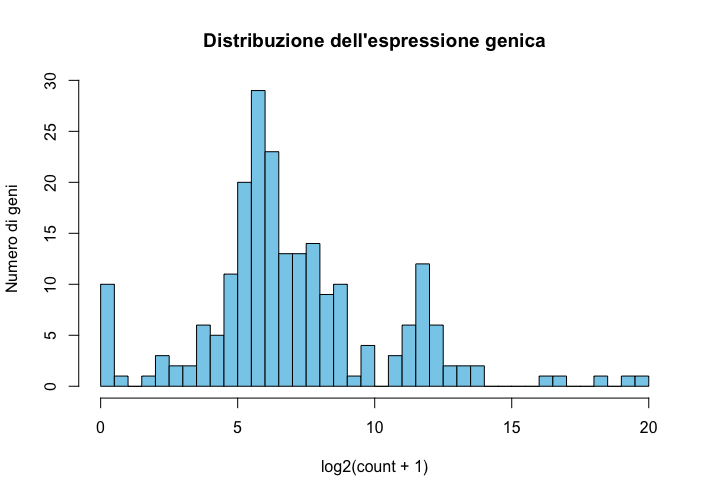 Distribuzione dell'espressione genica
Numero di geni
30
25
20
15
10
5
0
0 5 10 15 20
log2(count + 1)